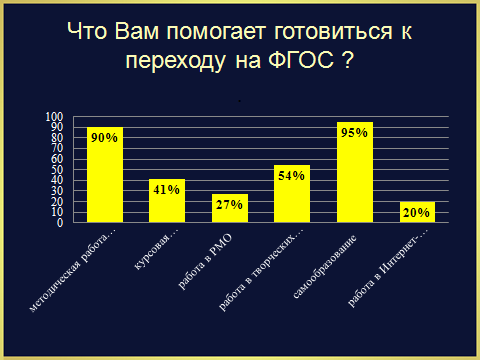 Что Вам помогает готовиться к
переходу на ФГОС ?
100
90
80
70
60
50
40
30
20
10
0
90%
41%
27%
54%
95%
20%
методическая работа…
курсовая…
работа в РМО
работа в творческих…
самообразование
работа в Интернет-…